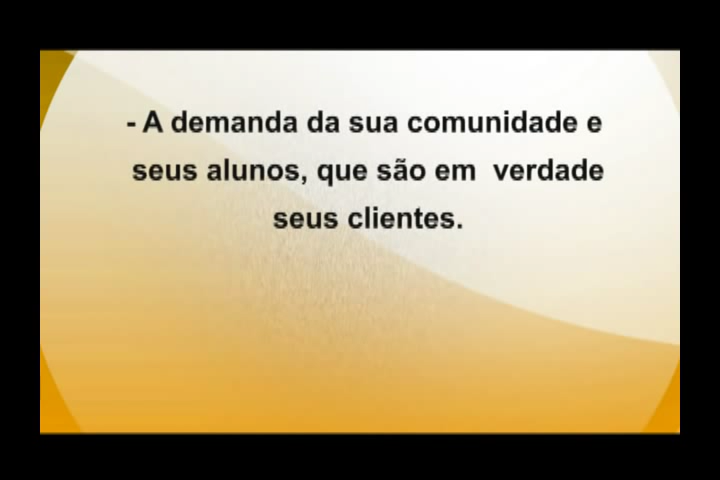 - A demanda da sua comunidade e
seus alunos, que são em verdade
seus clientes.